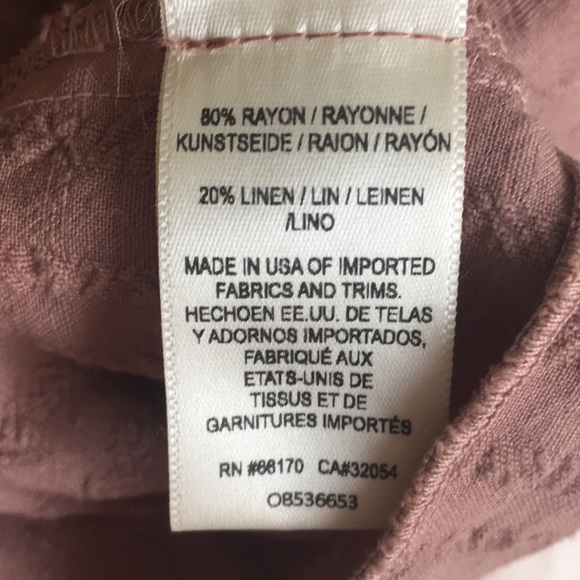 80% RAYON / RAYONNE /
KUNSTSEIDE / RAION / RAYÓN
20% LINEN / LIN / LEINEN
/LINO
MADE IN USA OF IMPORTED
FABRICS AND TRIMS.
HECHOEN EE.UU. DE TELAS
Y ADORNOS IMPORTADOS,
FABRIQUÉ AUX
ETATS-UNIS DE
TISSUS ET DE
GARNITURES IMPORTÉS
RN #66170 CA#32054
OB536653